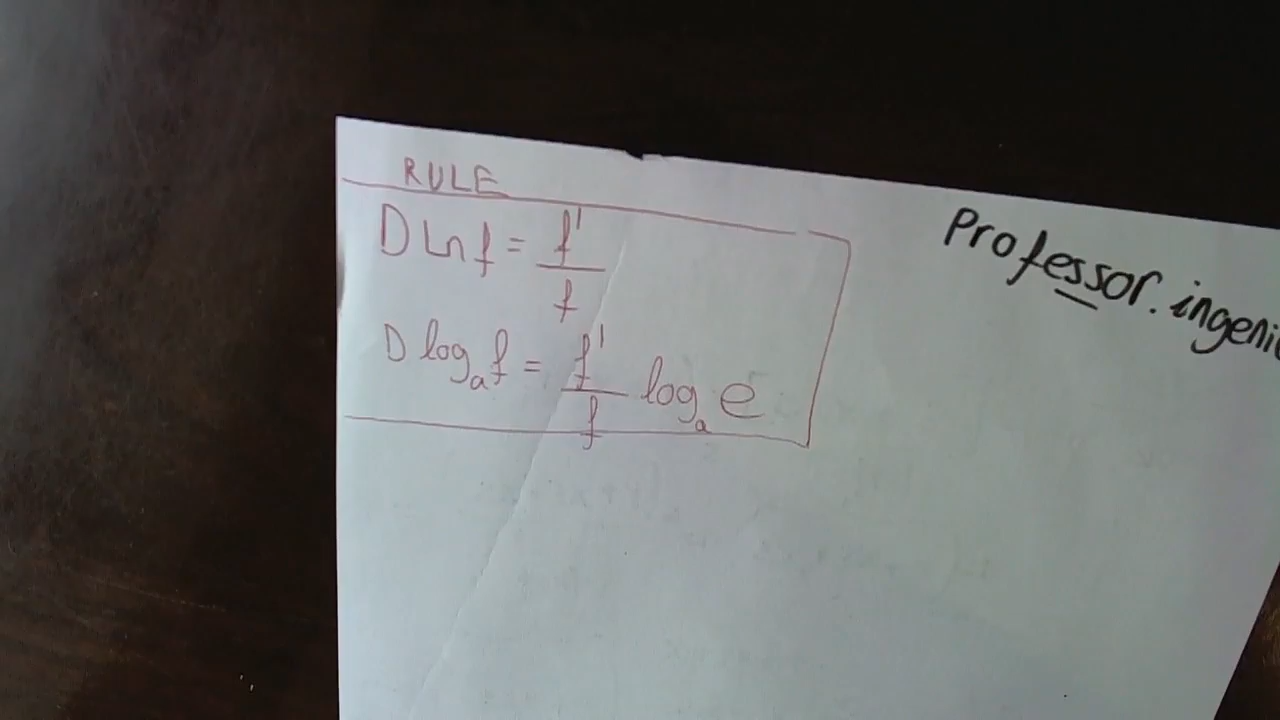 RULE
D ln f = f'/f
D log_a f = f'/f log_a e
Professor.ingeni